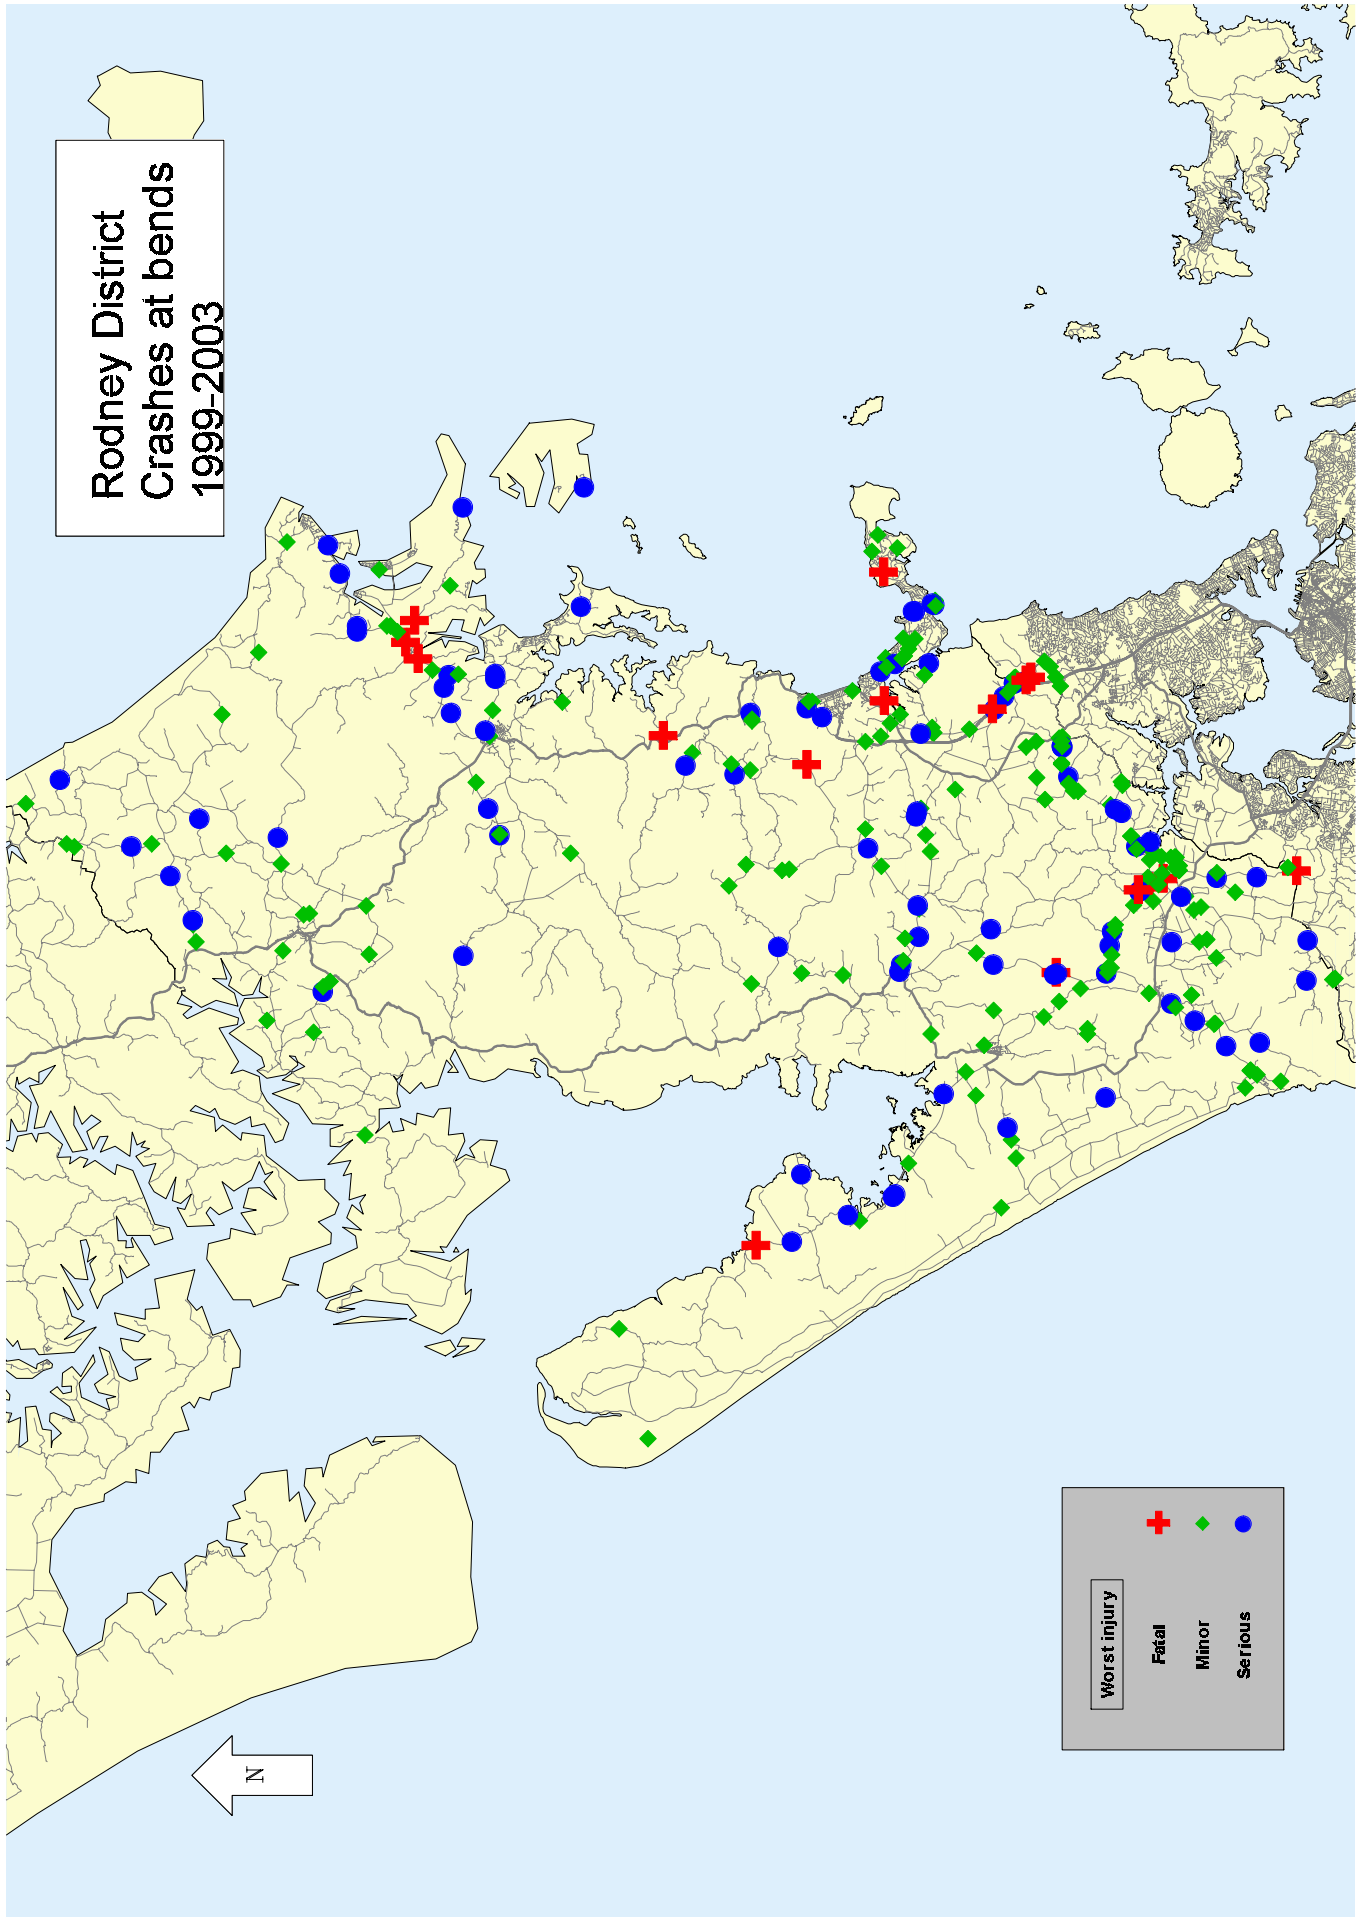 Rodney District
Crashes at bends
1999-2003
Worst injury
Fatal
Minor
Serious
N